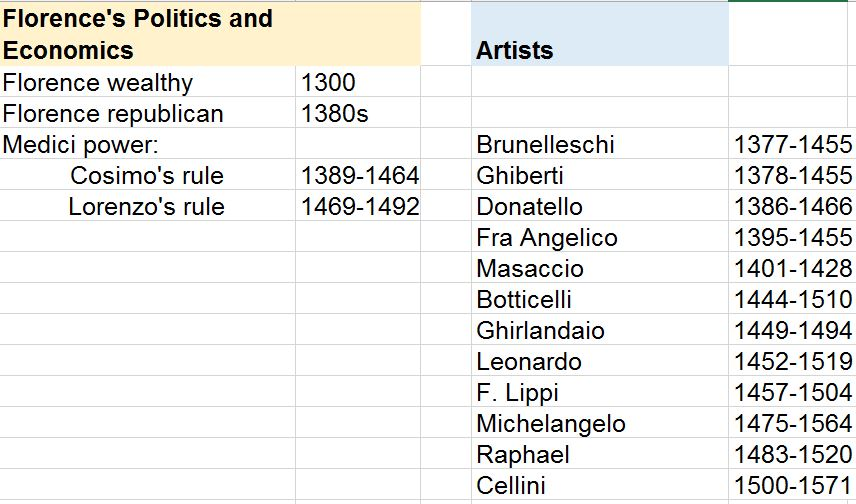 Florence's Politics and
Economics Artists
Florence wealthy 1300
Florence republican 1380s
Medici power: Brunelleschi 1377-1455
Cosimo's rule 1389-1464 Ghiberti 1378-1455
Lorenzo's rule 1469-1492 Donatello 1386-1466
Fra Angelico 1395-1455
Masaccio 1401-1428
Botticelli 1444-1510
Ghirlandaio 1449-1494
Leonardo 1452-1519
F. Lippi 1457-1504
Michelangelo 1475-1564
Raphael 1483-1520
Cellini 1500-1571